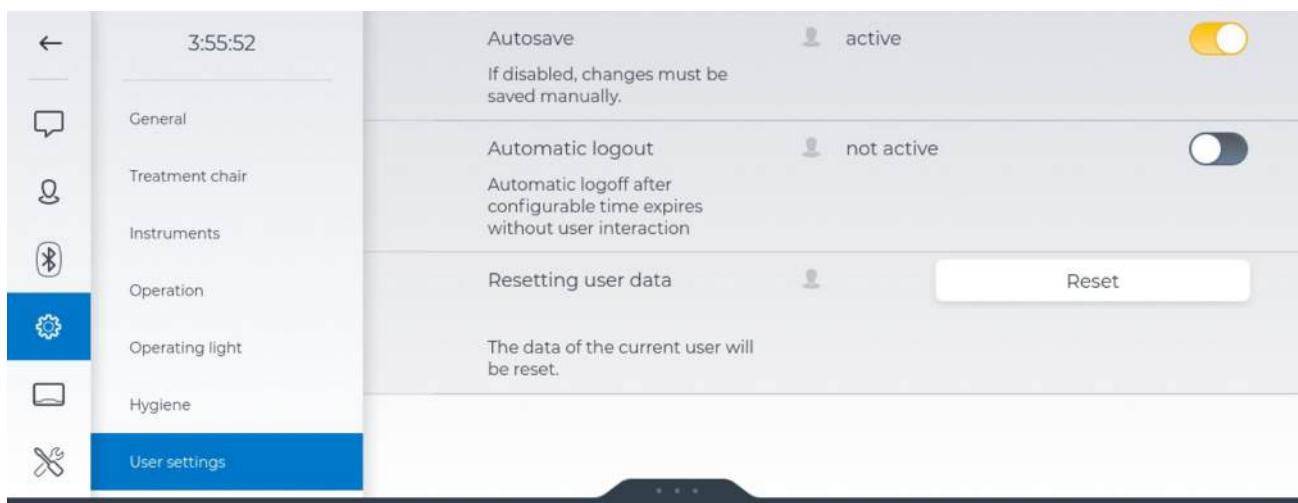 3:55:52
General
Treatment chair
Instruments
Operation
Operating light
Hygiene
User settings
Autosave
active
If disabled, changes must be
saved manually.
Automatic logout
not active
Automatic logoff after
configurable time expires
without user interaction
Resetting user data
Reset
The data of the current user will
be reset.